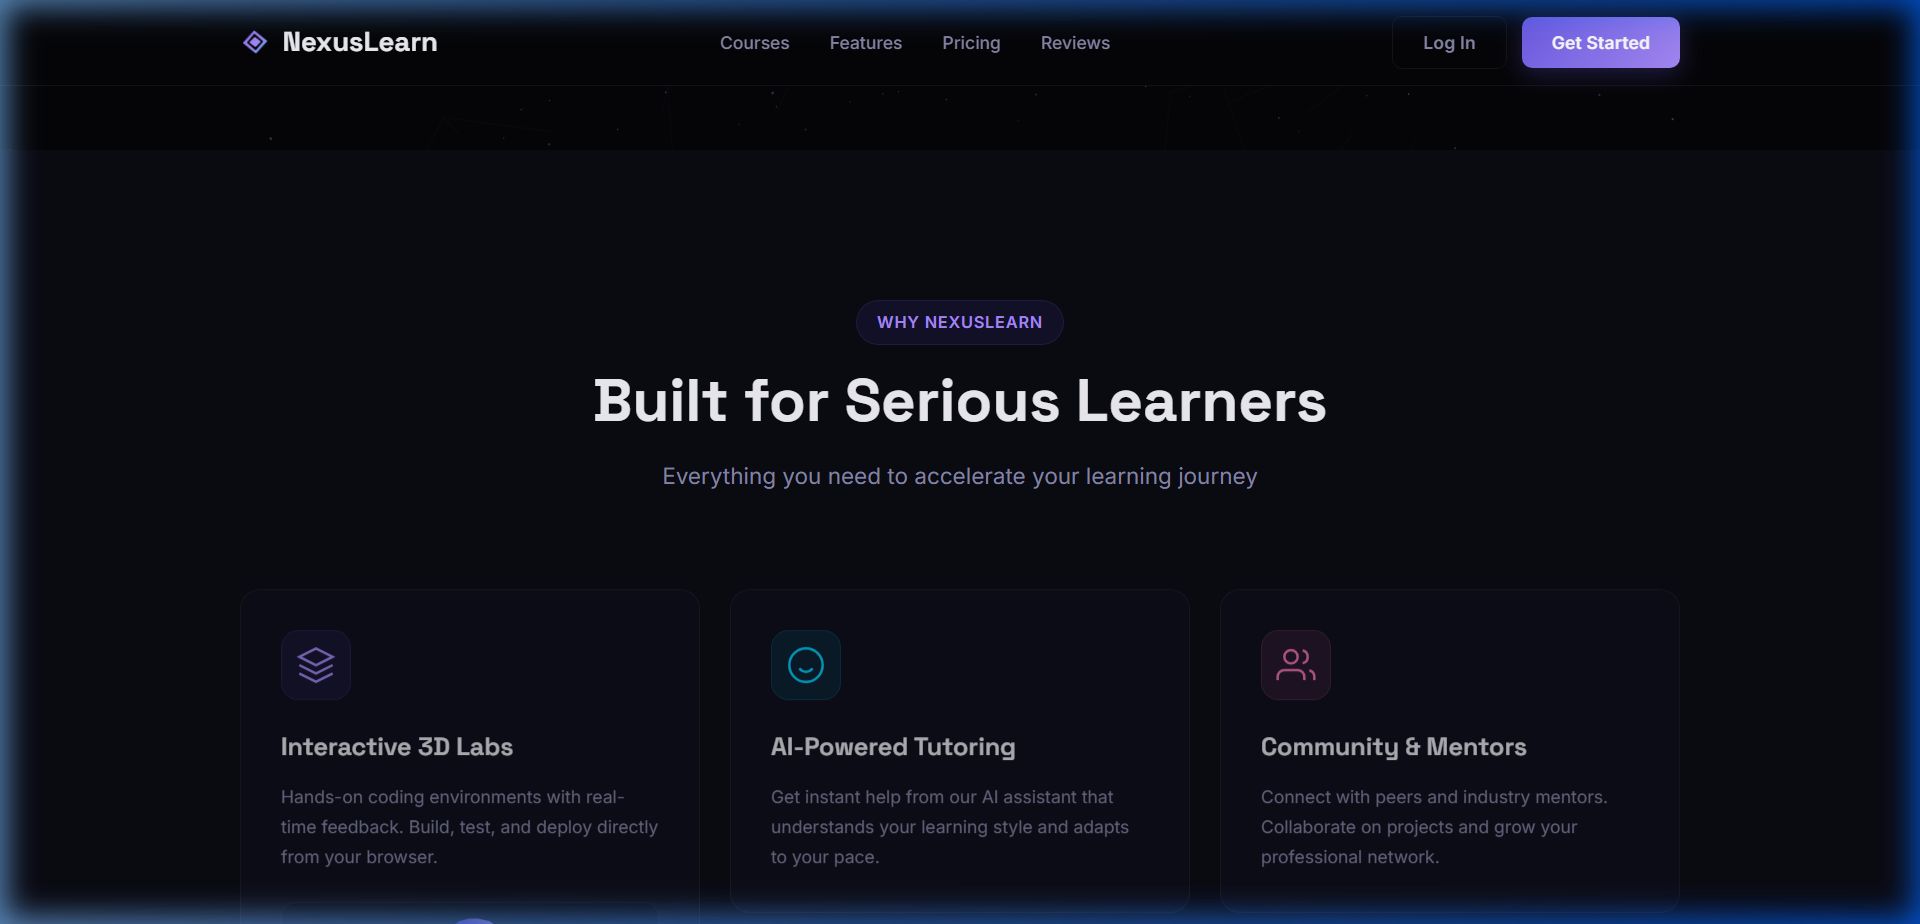 NexusLearn
Courses
Features
Pricing
Reviews
Log In
Get Started
WHY NEXUSLEARN
Built for Serious Learners
Everything you need to accelerate your learning journey
Interactive 3D Labs
Hands-on coding environments with real-
time feedback. Build, test, and deploy directly
from your browser.
AI-Powered Tutoring
Get instant help from our AI assistant that
understands your learning style and adapts
to your pace.
Community & Mentors
Connect with peers and industry mentors.
Collaborate on projects and grow your
professional network.